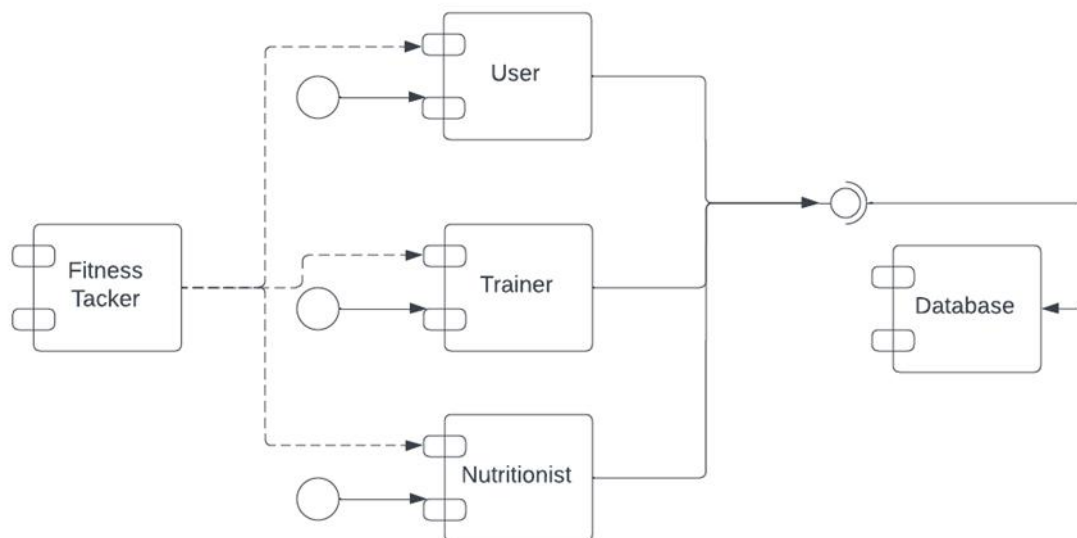 User
Fitness
Tacker
Trainer
Database
Nutritionist